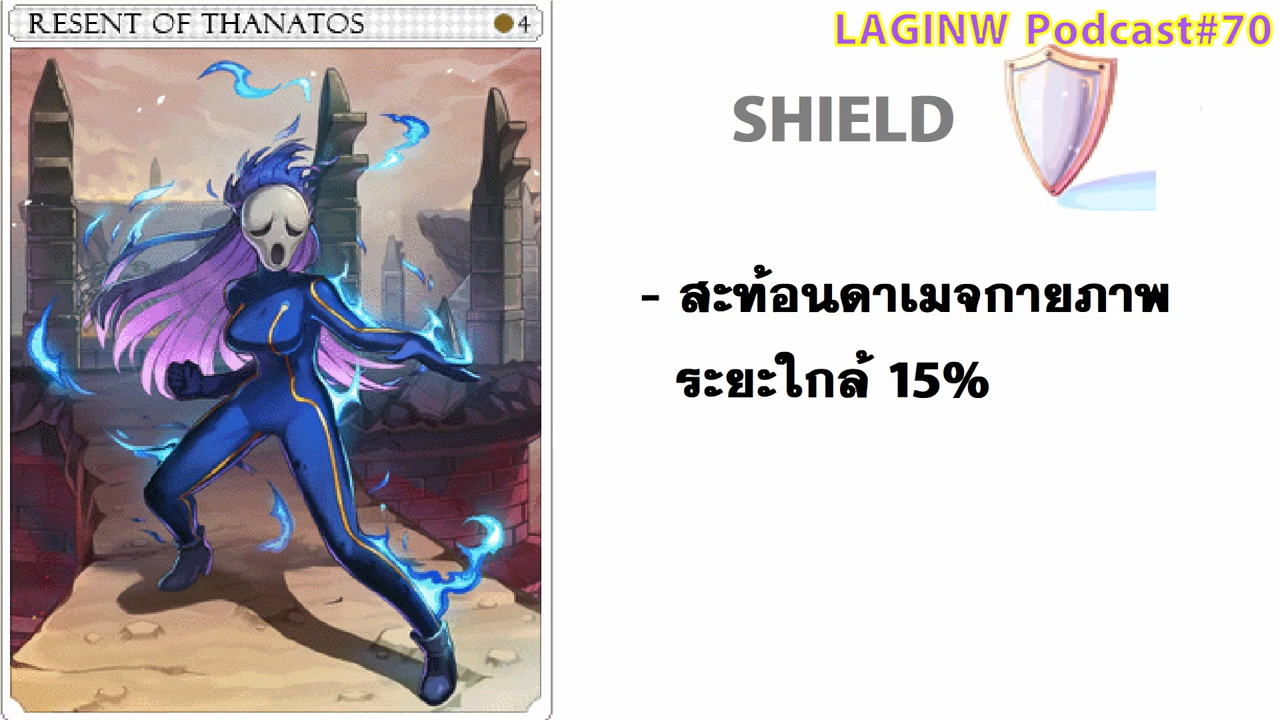 RESENT OF THANATOS
4
LAGINW Podcast#70
SHIELD
- สะท้อนดาเมจกายภาพ
ระยะใกล้ 15%